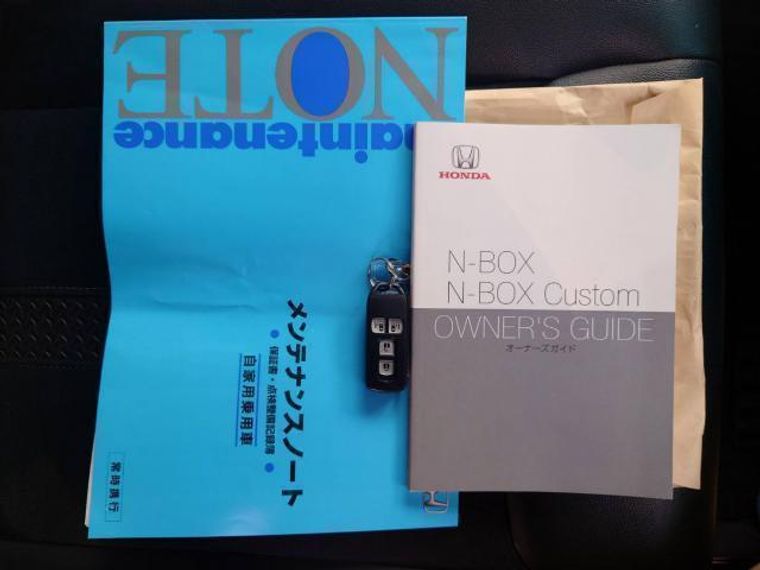 Maintenance
NOTE
メンテナンスノート
保証書・点検整備記録簿
自家用乗用車
常時携行
HONDA
N-BOX
N-BOX Custom
OWNER'S GUIDE
オーナーズガイド